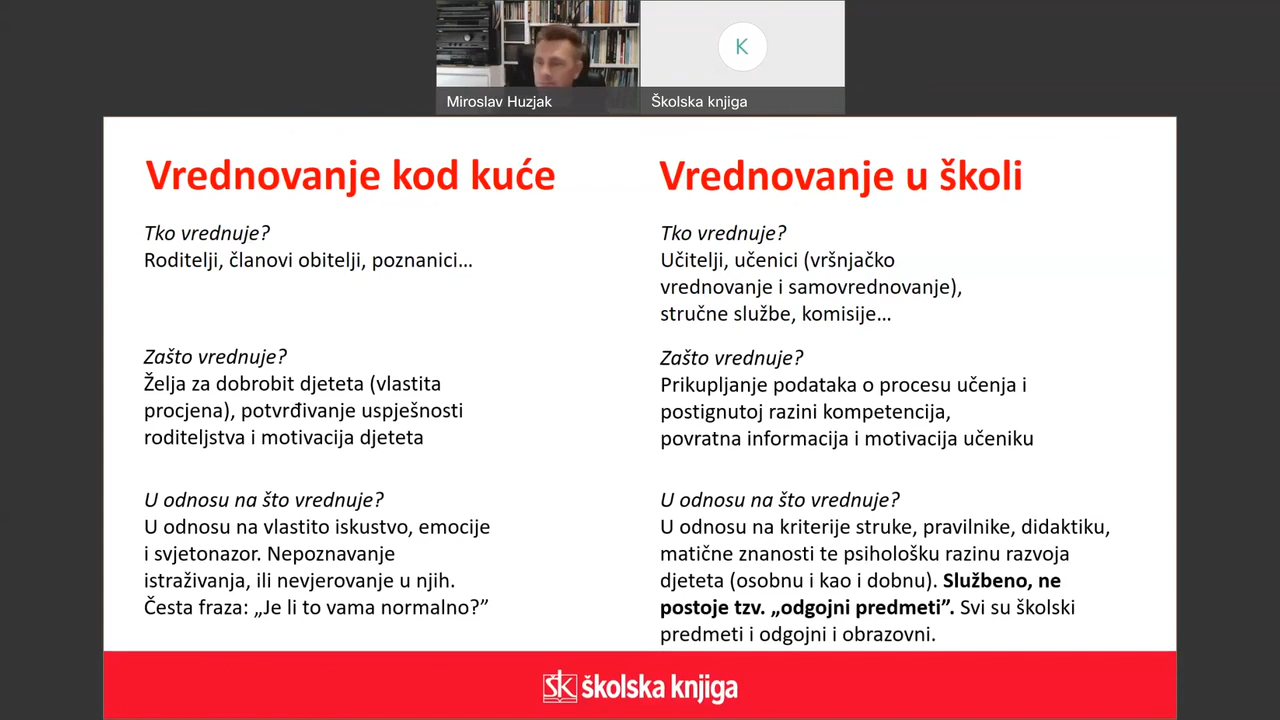 Miroslav Huzjak
K
Školska knjiga
Vrednovanje kod kuće
Tko vrednuje?
Roditelji, članovi obitelji, poznanici…
Zašto vrednuje?
Želja za dobrobit djeteta (vlastita
procjena), potvrđivanje uspješnosti
roditeljstva i motivacija djeteta
U odnosu na što vrednuje?
U odnosu na vlastito iskustvo, emocije
i svjetonazor. Nepoznavanje
istraživanja, ili nevjerovanje u njih.
Česta fraza: „Je li to vama normalno?”
Vrednovanje u školi
Tko vrednuje?
Učitelji, učenici (vršnjačko
vrednovanje i samovrednovanje),
stručne službe, komisije…
Zašto vrednuje?
Prikupljanje podataka o procesu učenja i
postignutoj razini kompetencija,
povratna informacija i motivacija učeniku
U odnosu na što vrednuje?
U odnosu na kriterije struke, pravilnike, didaktiku,
matične znanosti te psihološku razinu razvoja
djeteta (osobnu i kao i dobnu). Službeno, ne
postoje tzv. „odgojni predmeti”. Svi su školski
predmeti i odgojni i obrazovni.
šk školska knjiga